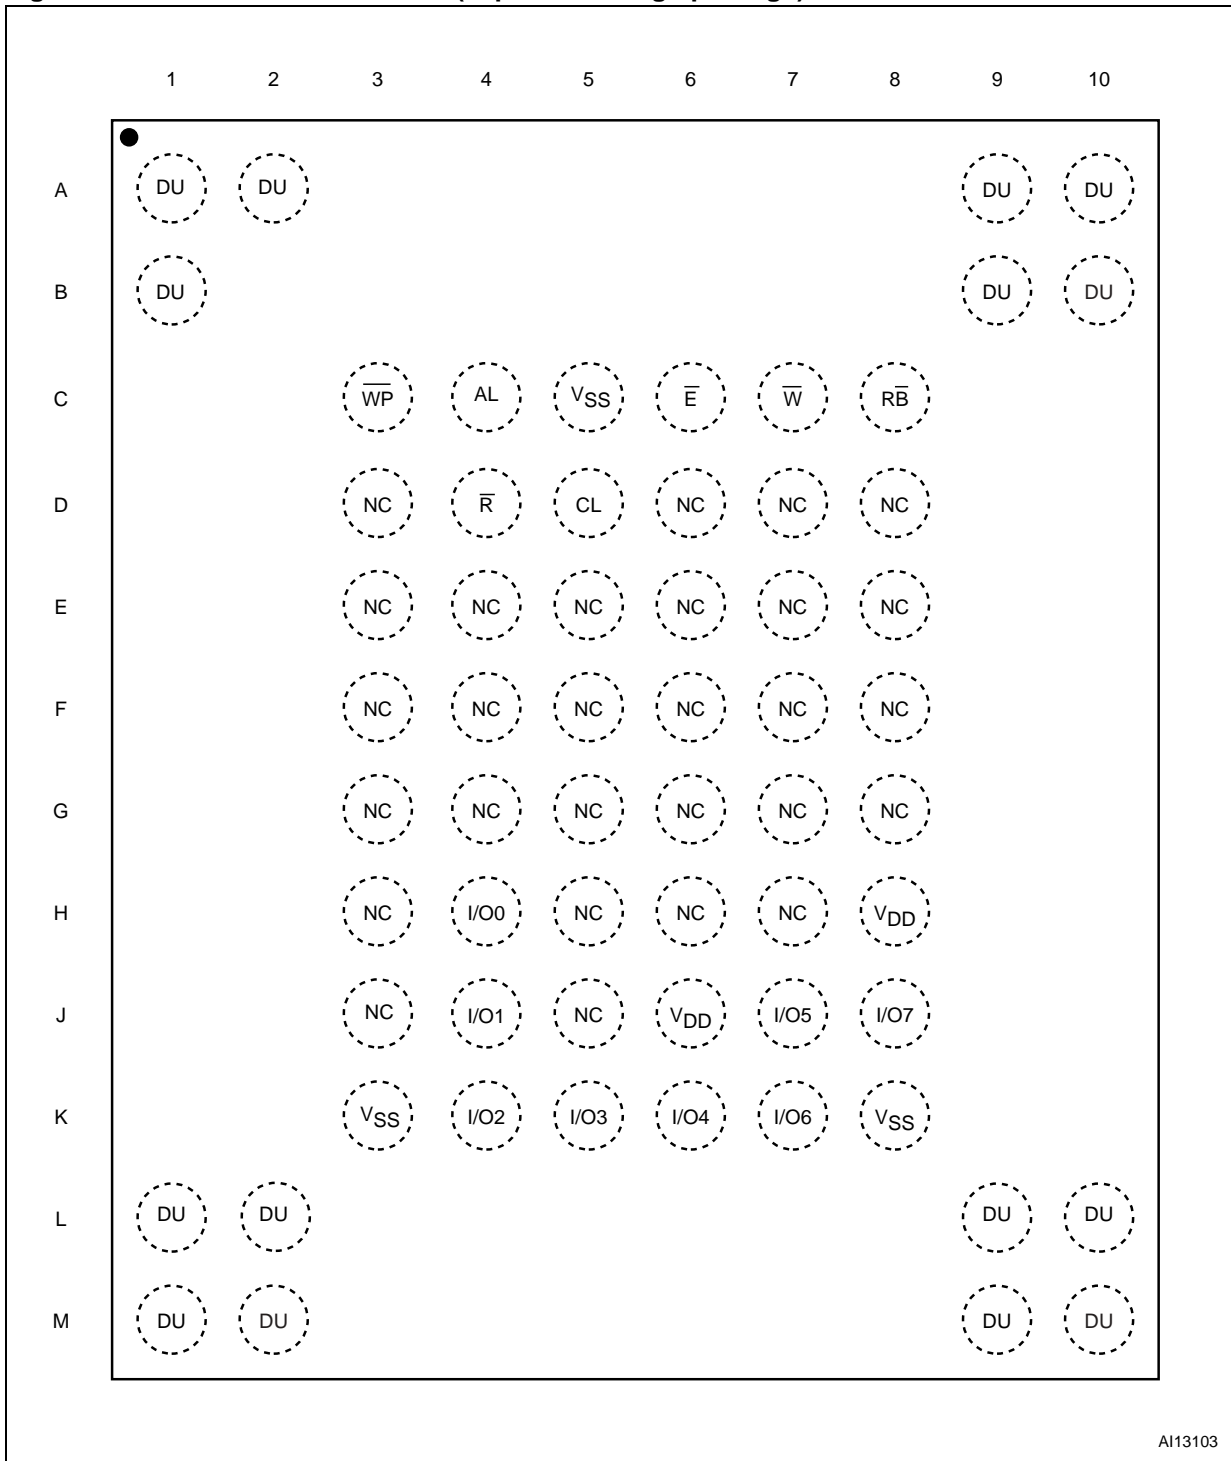 1 2 3 4 5 6 7 8 9 10
A DU DU DU DU
B DU DU DU
C W̅P̅ AL VSS E̅ W̅ RB̅
D NC R̅ CL NC NC NC
E NC NC NC NC NC NC
F NC NC NC NC NC NC
G NC NC NC NC NC NC
H NC I/O0 NC NC NC VDD
J NC I/O1 NC VDD I/O5 I/O7
K VSS I/O2 I/O3 I/O4 I/O6 VSS
L DU DU DU DU
M DU DU DU DU
AI13103